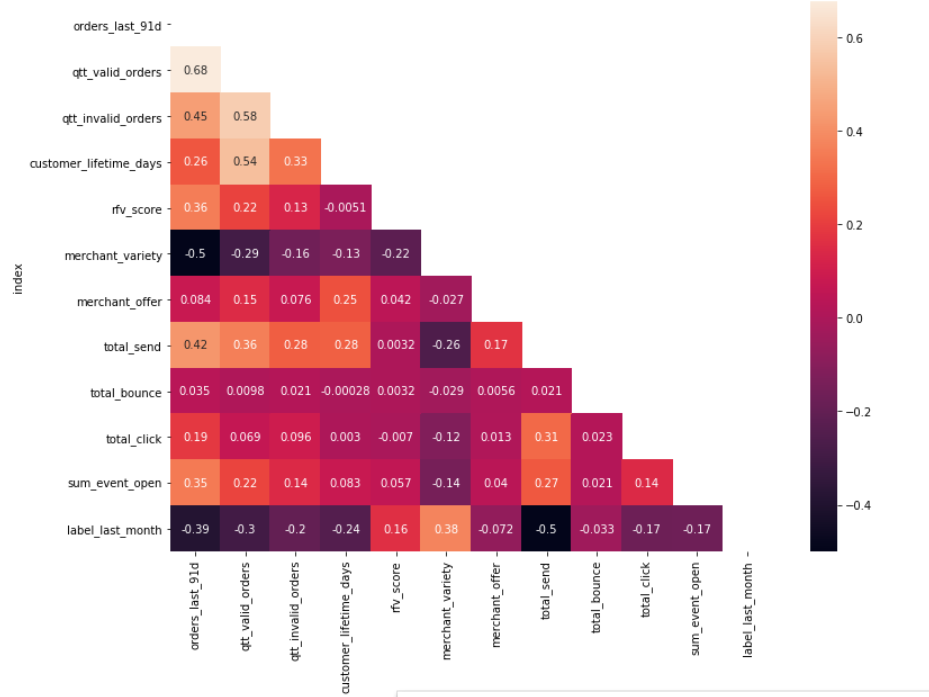 orders_last_91d
0.6
qtt_valid_orders 0.68
qtt_invalid_orders 0.45 0.58
0.4
customer_lifetime_days 0.26 0.54 0.33
rfv_score 0.36 0.22 0.13 -0.0051
0.2
merchant_variety -0.5 -0.29 -0.16 -0.13 -0.22
index
merchant_offer 0.084 0.15 0.076 0.25 0.042 -0.027
0.0
total_send 0.42 0.36 0.28 0.28 0.0032 -0.26 0.17
total_bounce 0.035 0.0098 0.021 -0.00028 0.0032 -0.029 0.0056 0.021
-0.2
total_click 0.19 0.069 0.096 0.003 -0.007 -0.12 0.013 0.31 0.023
sum_event_open 0.35 0.22 0.14 0.083 0.057 -0.14 0.04 0.27 0.021 0.14
-0.4
label_last_month -0.39 -0.3 -0.2 -0.24 0.16 0.38 -0.072 -0.5 -0.033 -0.17 -0.17
orders_last_91d
qtt_valid_orders
qtt_invalid_orders
customer_lifetime_days
rfv_score
merchant_variety
merchant_offer
total_send
total_bounce
total_click
sum_event_open
label_last_month